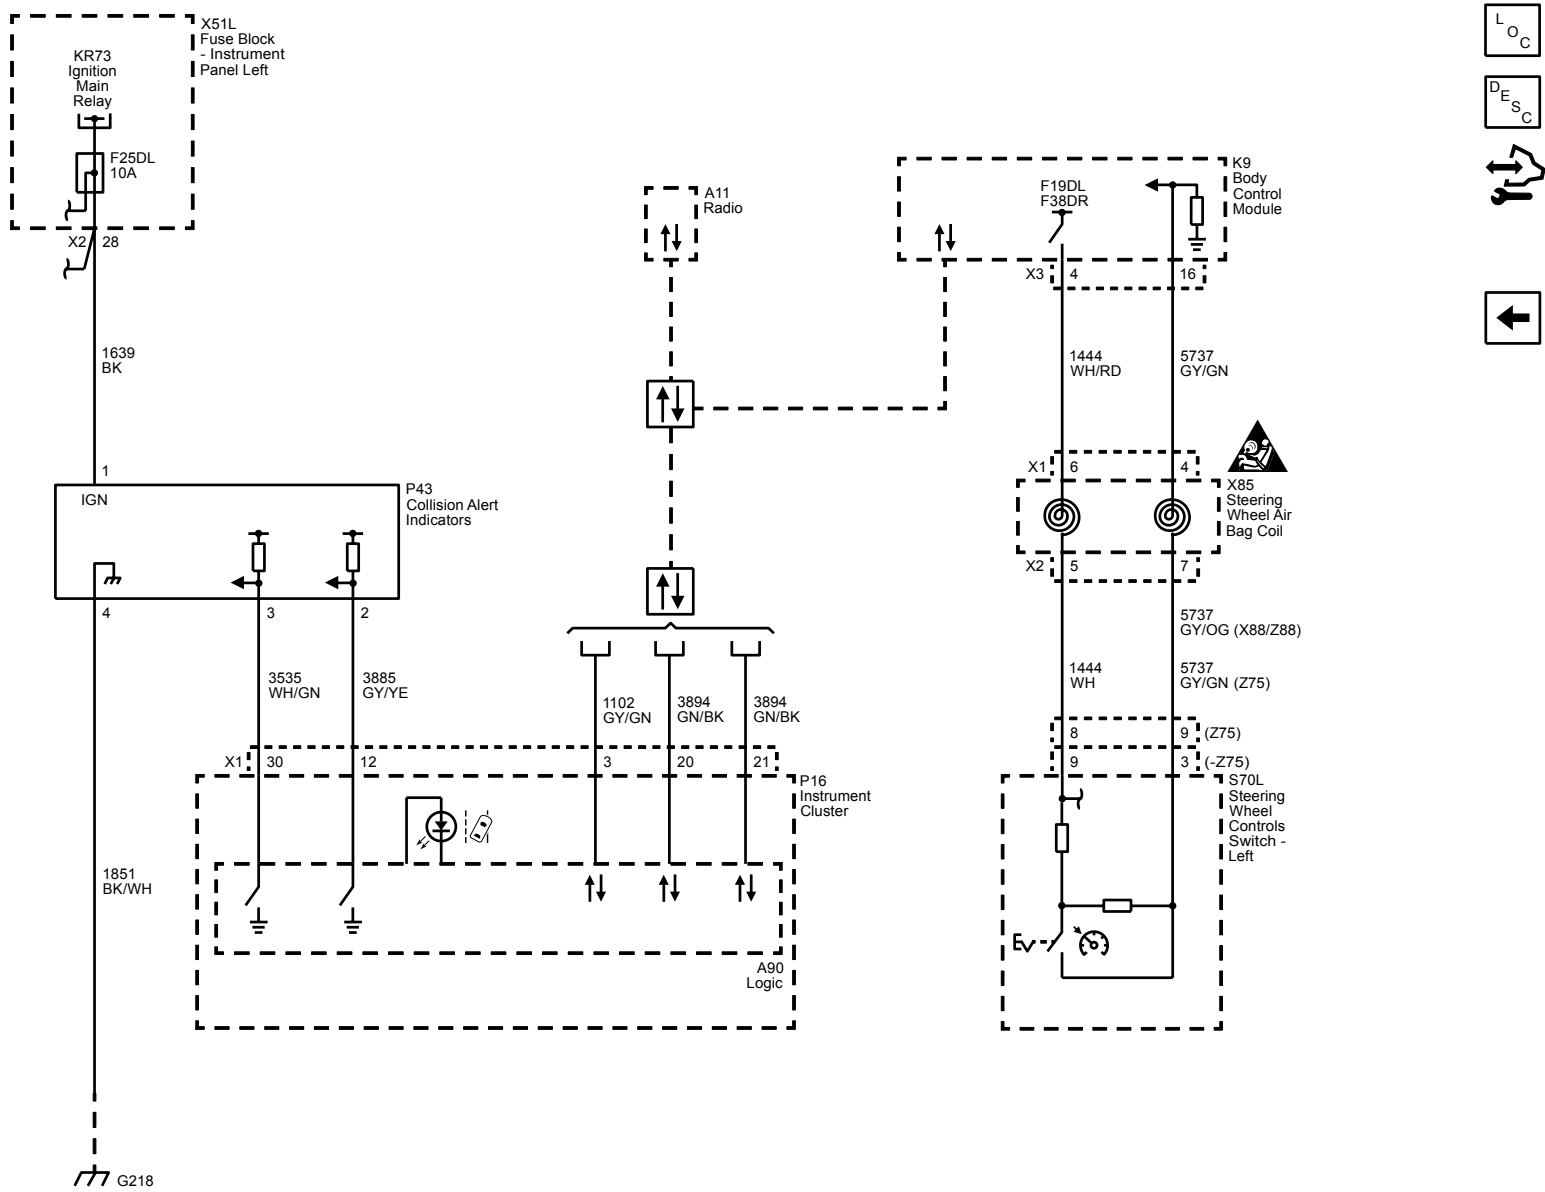 X51L
Fuse Block
- Instrument
Panel Left
KR73
Ignition
Main
Relay
F25DL
10A
X2 28
1639
BK
1
IGN
P43
Collision Alert
Indicators
4 3 2
3535
WH/GN
3885
GY/YE
1851
BK/WH
G218
A11
Radio
1102
GY/GN
3894
GN/BK
3894
GN/BK
X1 30 12 3 20 21
P16
Instrument
Cluster
A90
Logic
K9
Body
Control
Module
F19DL
F38DR
X3 4 16
1444
WH/RD
5737
GY/GN
X1 6 4
X85
Steering
Wheel Air
Bag Coil
X2 5 7
5737
GY/OG (X88/Z88)
1444
WH
5737
GY/GN (Z75)
8 9 (Z75)
9 3 (-Z75)
S70L
Steering
Wheel
Controls
Switch -
Left
LOC
DESC